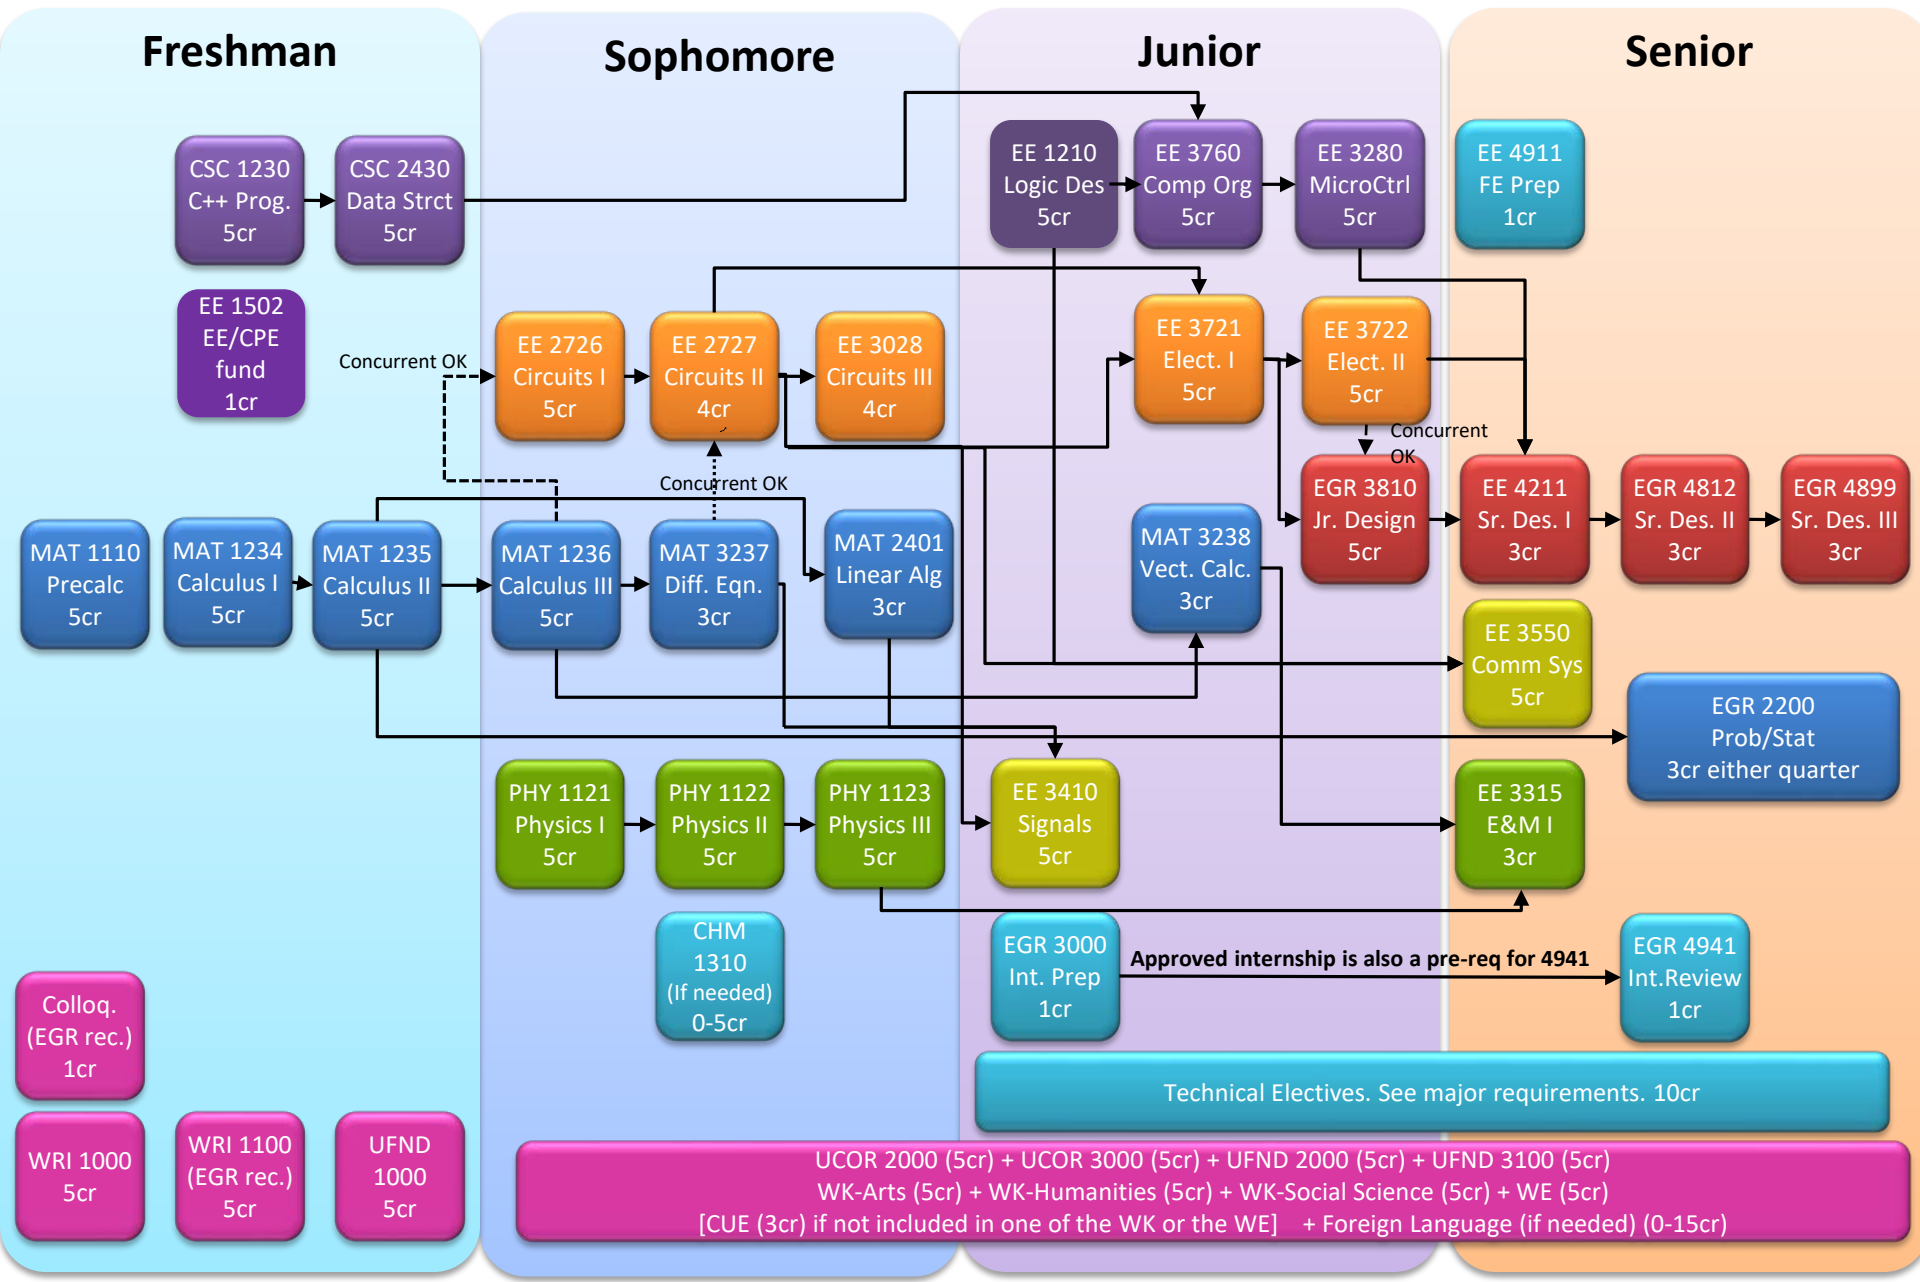 Freshman
Sophomore
Junior
Senior
CSC 1230
C++ Prog.
5cr
CSC 2430
Data Strct
5cr
EE 1210
Logic Des
5cr
EE 3760
Comp Org
5cr
EE 3280
MicroCtrl
5cr
EE 4911
FE Prep
1cr
EE 1502
EE/CPE
fund
1cr
Concurrent OK
EE 2726
Circuits I
5cr
EE 2727
Circuits II
4cr
EE 3028
Circuits III
4cr
EE 3721
Elect. I
5cr
EE 3722
Elect. II
5cr
Concurrent
OK
Concurrent OK
EGR 3810
Jr. Design
5cr
EE 4211
Sr. Des. I
3cr
EGR 4812
Sr. Des. II
3cr
EGR 4899
Sr. Des. III
3cr
MAT 1110
Precalc
5cr
MAT 1234
Calculus I
5cr
MAT 1235
Calculus II
5cr
MAT 1236
Calculus III
5cr
MAT 3237
Diff. Eqn.
3cr
MAT 2401
Linear Alg
3cr
MAT 3238
Vect. Calc.
3cr
EE 3550
Comm Sys
5cr
EGR 2200
Prob/Stat
3cr either quarter
PHY 1121
Physics I
5cr
PHY 1122
Physics II
5cr
PHY 1123
Physics III
5cr
EE 3410
Signals
5cr
EE 3315
E&M I
3cr
CHM
1310
(If needed)
0-5cr
EGR 3000
Int. Prep
1cr
Approved internship is also a pre-req for 4941
EGR 4941
Int.Review
1cr
Colloq.
(EGR rec.)
1cr
Technical Electives. See major requirements. 10cr
WRI 1000
5cr
WRI 1100
(EGR rec.)
5cr
UFND
1000
5cr
UCOR 2000 (5cr) + UCOR 3000 (5cr) + UFND 2000 (5cr) + UFND 3100 (5cr)
WK-Arts (5cr) + WK-Humanities (5cr) + WK-Social Science (5cr) + WE (5cr)
[CUE (3cr) if not included in one of the WK or the WE] + Foreign Language (if needed) (0-15cr)